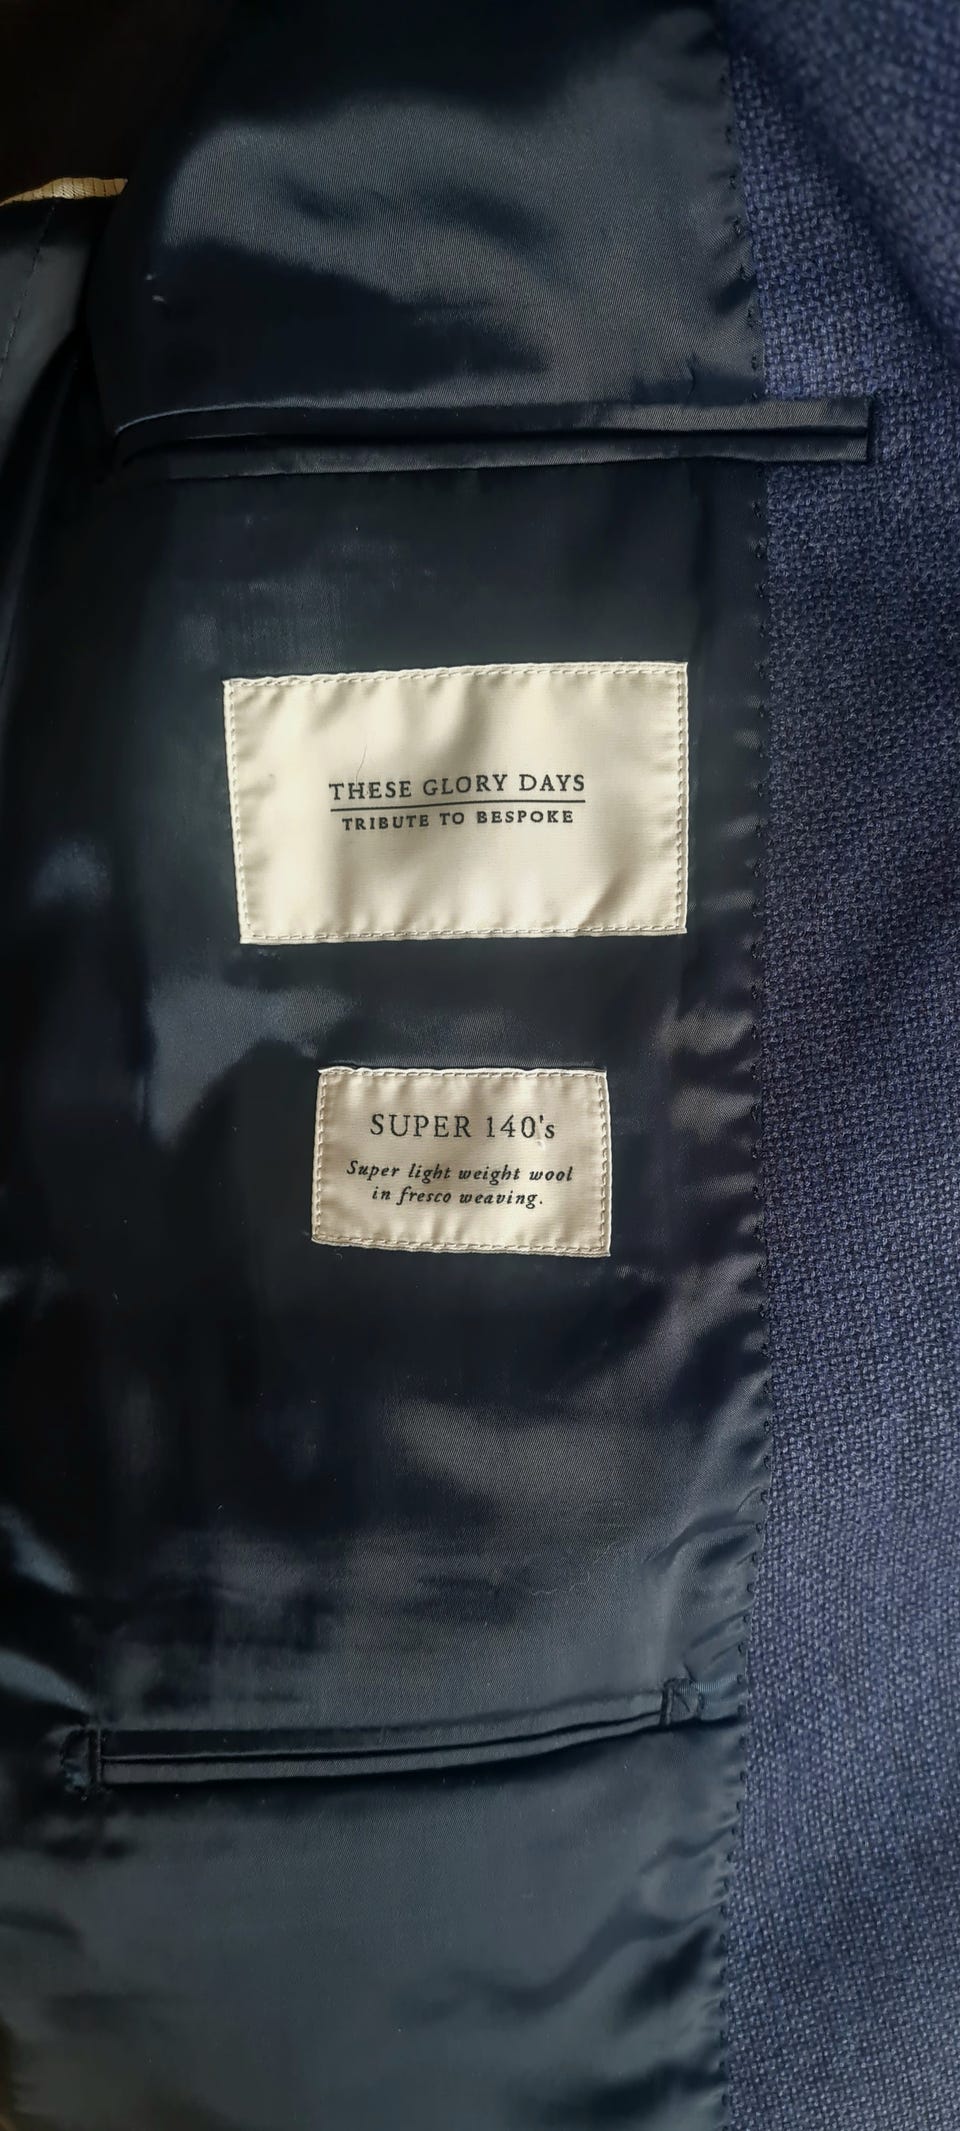 THESE GLORY DAYS
TRIBUTE TO BESPOKE
SUPER 140's
Super light weight wool
in fresco weaving.